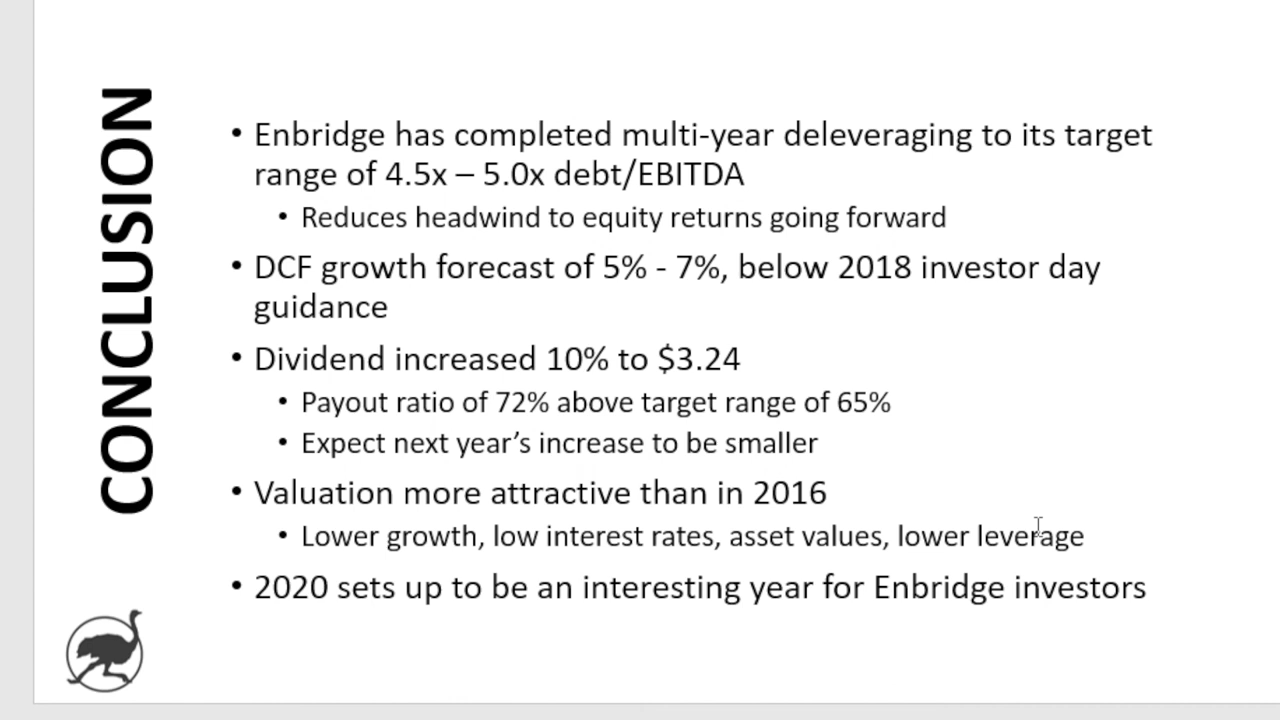 CONCLUSION
• Enbridge has completed multi-year deleveraging to its target
range of 4.5x – 5.0x debt/EBITDA
• Reduces headwind to equity returns going forward
• DCF growth forecast of 5% - 7%, below 2018 investor day
guidance
• Dividend increased 10% to $3.24
• Payout ratio of 72% above target range of 65%
• Expect next year’s increase to be smaller
• Valuation more attractive than in 2016
• Lower growth, low interest rates, asset values, lower leverage
• 2020 sets up to be an interesting year for Enbridge investors